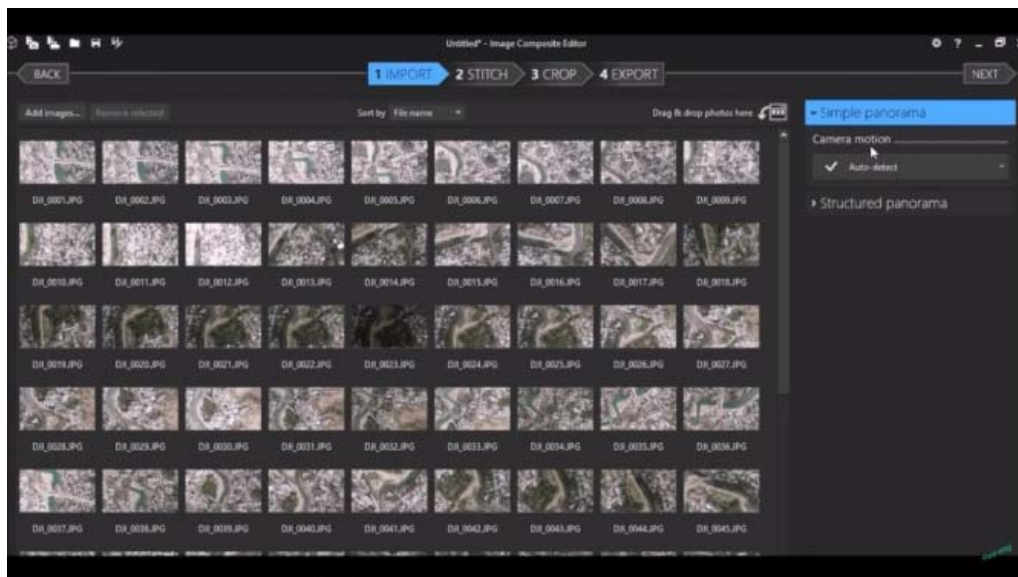 Untitled* - Image Composite Editor
?
BACK
1 IMPORT
2 STITCH
3 CROP
4 EXPORT
NEXT
Add images...
Remove selected
Sort by
File name
Drag & drop photos here
Simple panorama
Camera motion
Auto-detect
Structured panorama
DJI_0001.JPG DJI_0002.JPG DJI_0003.JPG DJI_0004.JPG DJI_0005.JPG DJI_0006.JPG DJI_0007.JPG DJI_0008.JPG DJI_0009.JPG
DJI_0010.JPG DJI_0011.JPG DJI_0012.JPG DJI_0013.JPG DJI_0014.JPG DJI_0015.JPG DJI_0016.JPG DJI_0017.JPG DJI_0018.JPG
DJI_0019.JPG DJI_0020.JPG DJI_0021.JPG DJI_0022.JPG DJI_0023.JPG DJI_0024.JPG DJI_0025.JPG DJI_0026.JPG DJI_0027.JPG
DJI_0028.JPG DJI_0029.JPG DJI_0030.JPG DJI_0031.JPG DJI_0032.JPG DJI_0033.JPG DJI_0034.JPG DJI_0035.JPG DJI_0036.JPG
DJI_0037.JPG DJI_0038.JPG DJI_0039.JPG DJI_0040.JPG DJI_0041.JPG DJI_0042.JPG DJI_0043.JPG DJI_0044.JPG DJI_0045.JPG